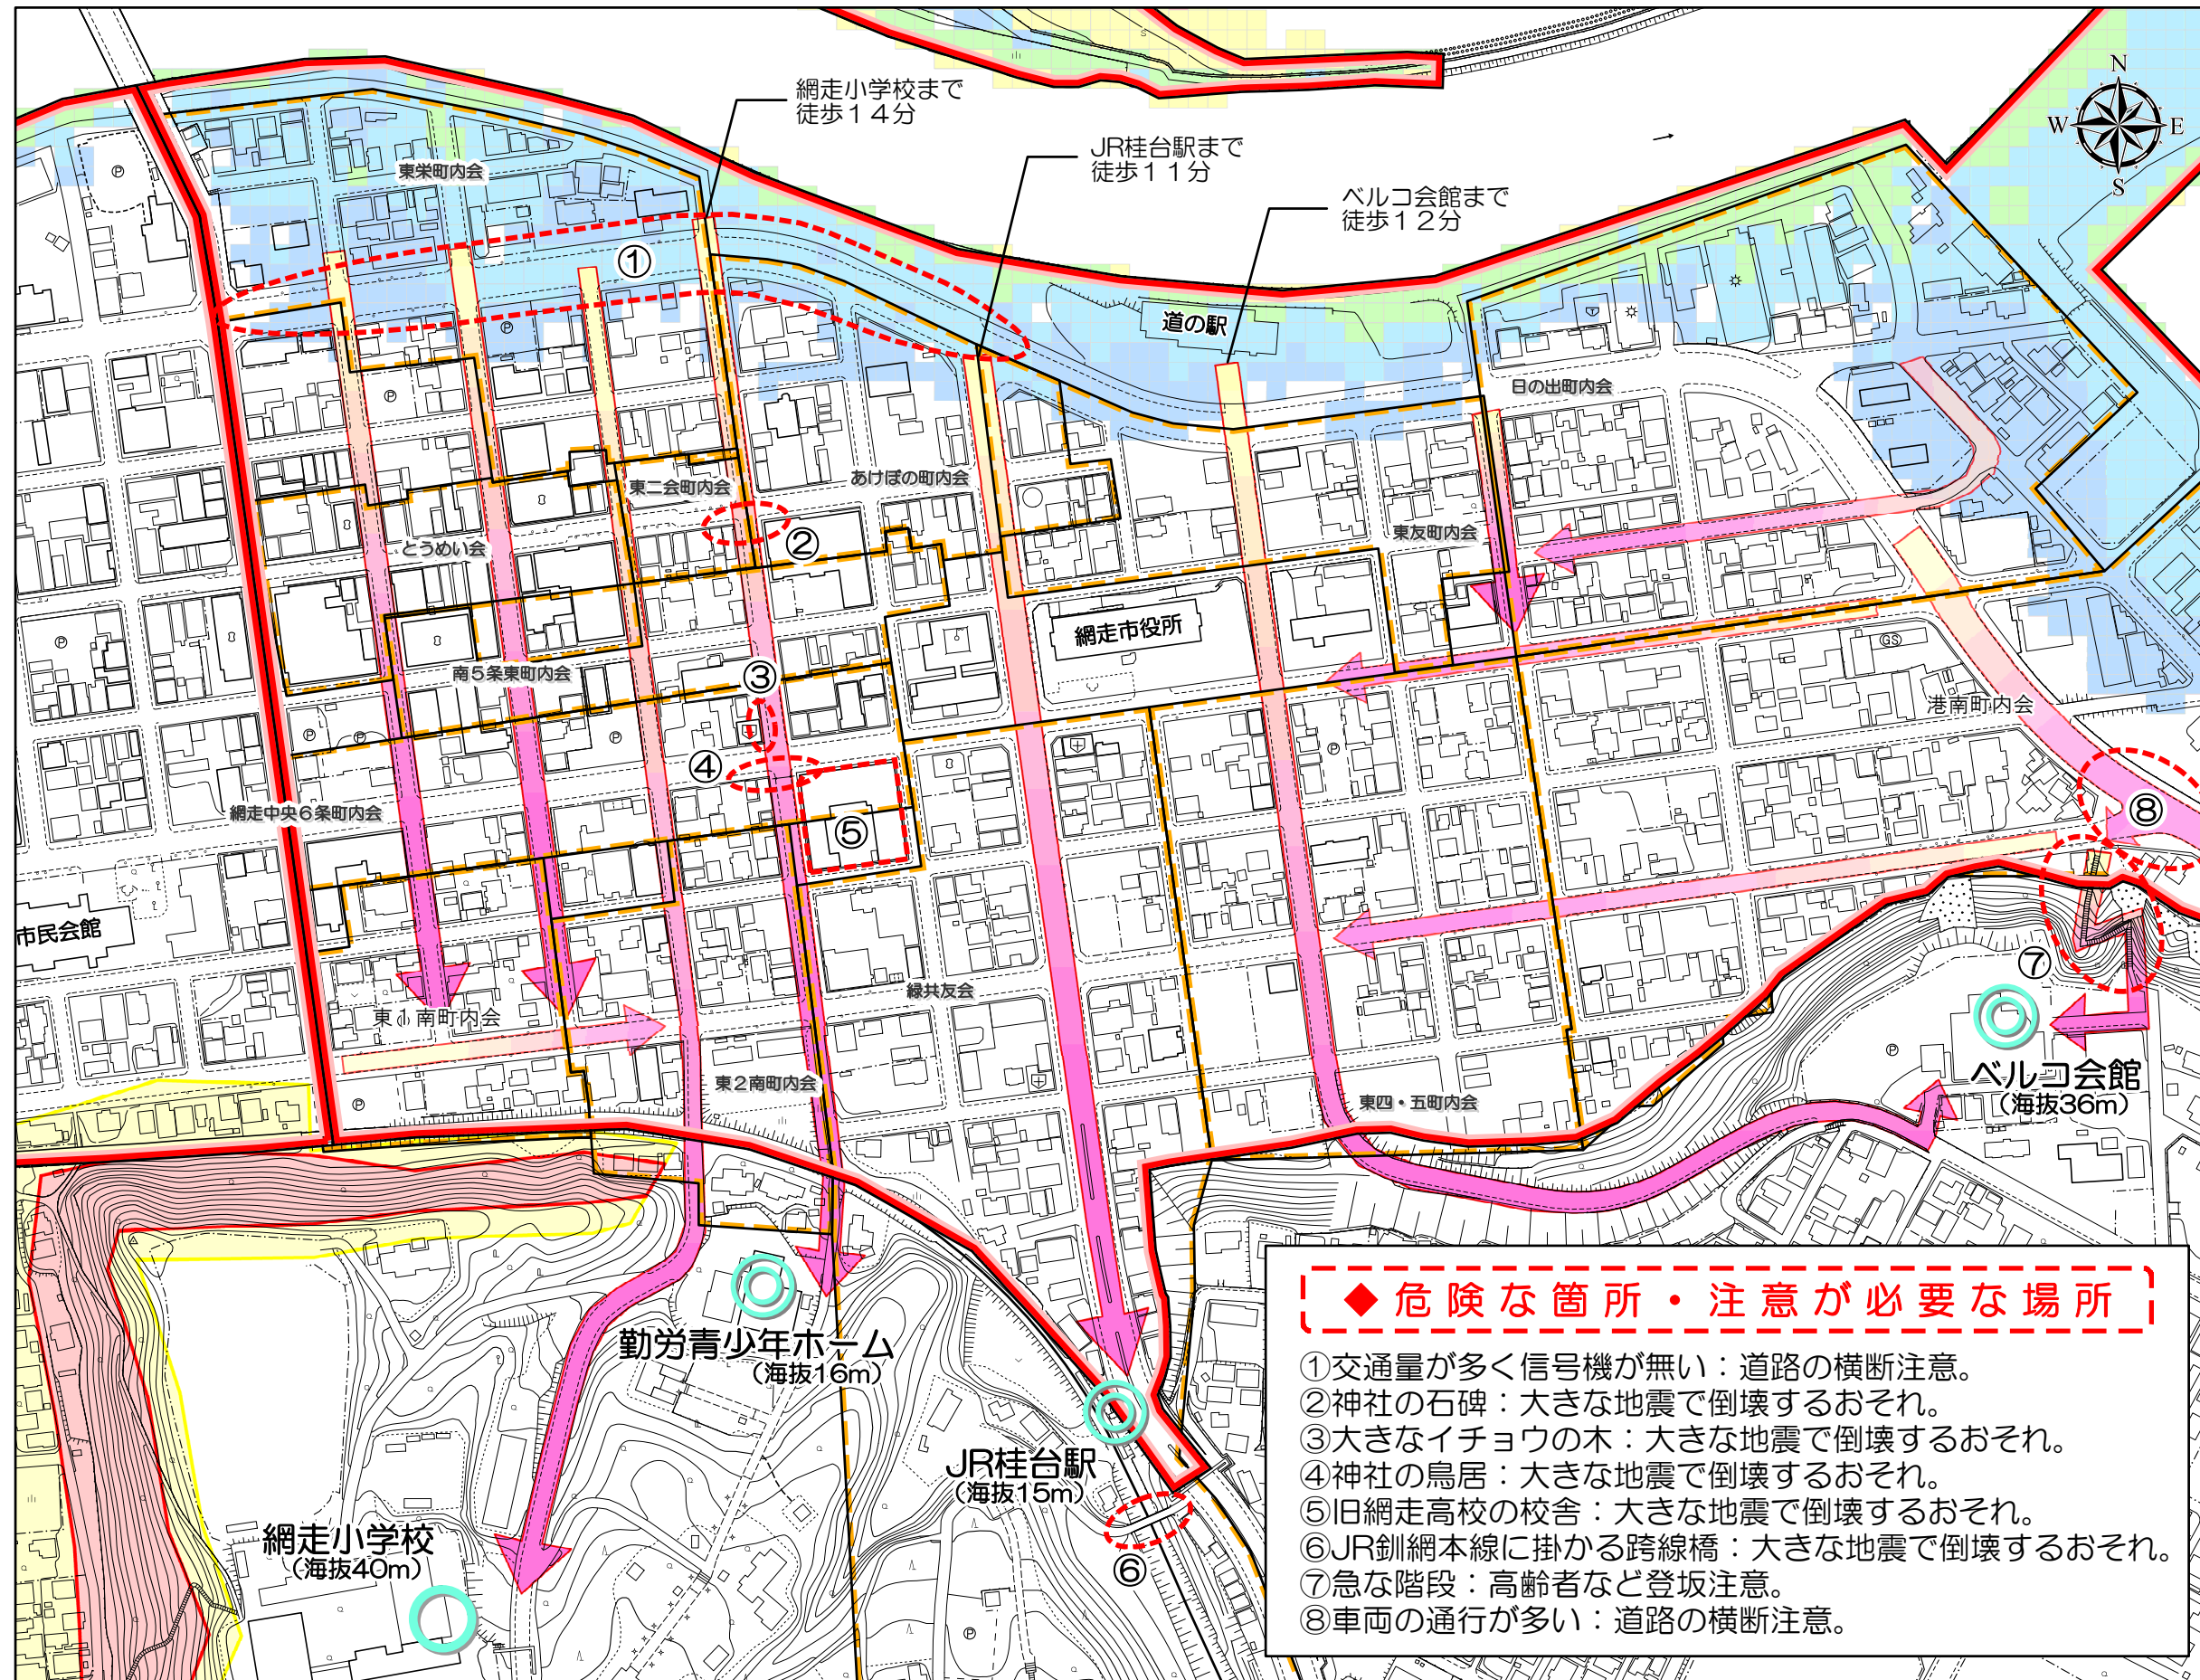 網走小学校まで
徒歩１４分
JR桂台駅まで
徒歩１１分
ベルコ会館まで
徒歩１２分
N
W
E
S
東栄町内会
①
道の駅
日の出町内会
東二会町内会
あけぼの町内会
東友町内会
②
とうめい会
網走市役所
南５条東町内会
③
GS
港南町内会
④
⑤
⑧
網走中央６条町内会
市民会館
⑦
緑共友会
東１南町内会
東２南町内会
東四・五町内会
ベルコ会館
（海抜36m）
勤労青少年ホーム
（海抜16m）
JR桂台駅
（海抜15m）
⑥
網走小学校
（海抜40m）
◆危険な箇所・注意が必要な場所
①交通量が多く信号機が無い：道路の横断注意。
②神社の石碑：大きな地震で倒壊するおそれ。
③大きなイチョウの木：大きな地震で倒壊するおそれ。
④神社の鳥居：大きな地震で倒壊するおそれ。
⑤旧網走高校の校舎：大きな地震で倒壊するおそれ。
⑥JR釧網本線に掛かる跨線橋：大きな地震で倒壊するおそれ。
⑦急な階段：高齢者など登坂注意。
⑧車両の通行が多い：道路の横断注意。